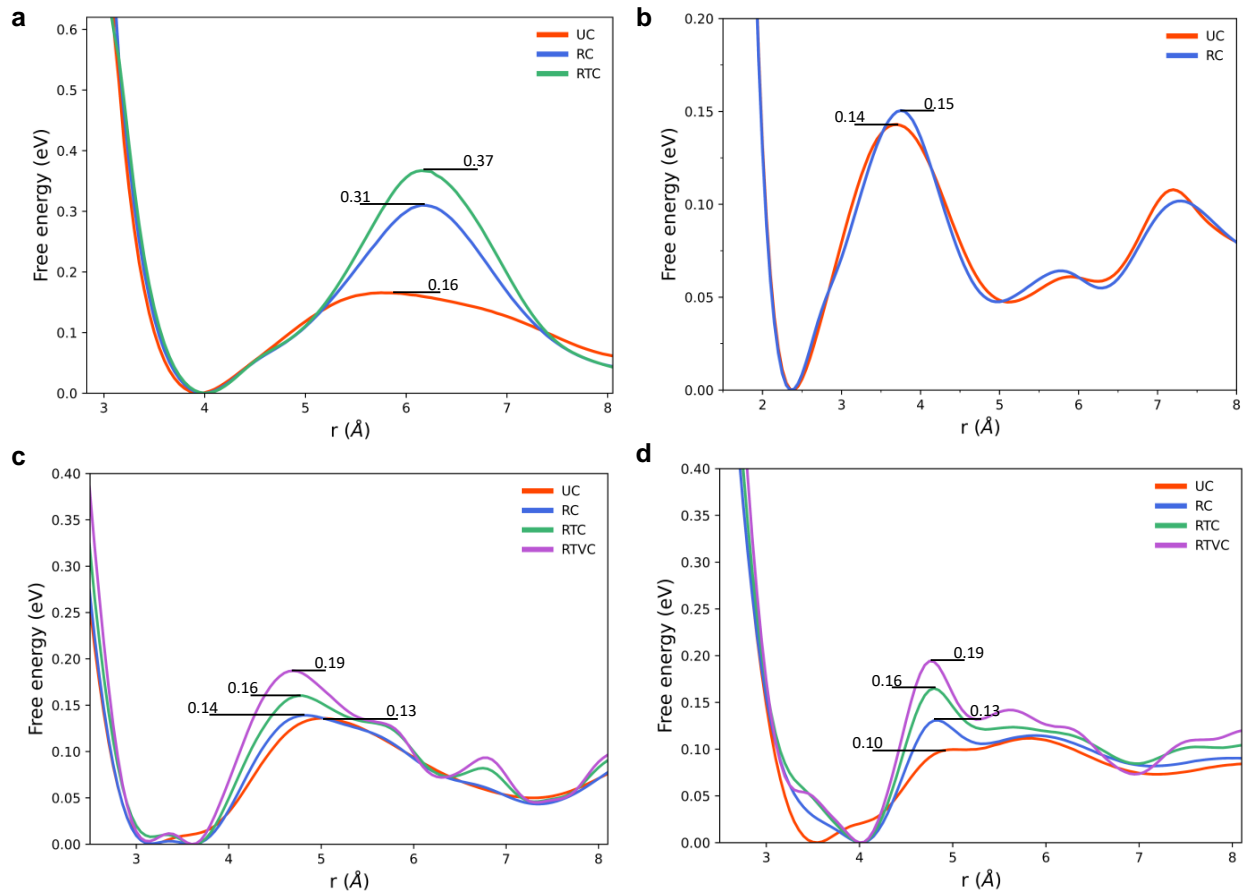 a
Free energy (eV)
0.6
0.5
0.4
0.3
0.2
0.1
0.0
UC
RC
RTC
0.37
0.31
0.16
3 4 5 6 7 8
r (Å)
b
Free energy (eV)
0.20
0.15
0.10
0.05
0.00
UC
RC
0.15
0.14
2 3 4 5 6 7 8
r (Å)
c
Free energy (eV)
0.40
0.35
0.30
0.25
0.20
0.15
0.10
0.05
0.00
UC
RC
RTC
RTVC
0.19
0.16
0.14
0.13
3 4 5 6 7 8
r (Å)
d
Free energy (eV)
0.40
0.35
0.30
0.25
0.20
0.15
0.10
0.05
0.00
UC
RC
RTC
RTVC
0.19
0.16
0.13
0.10
3 4 5 6 7 8
r (Å)